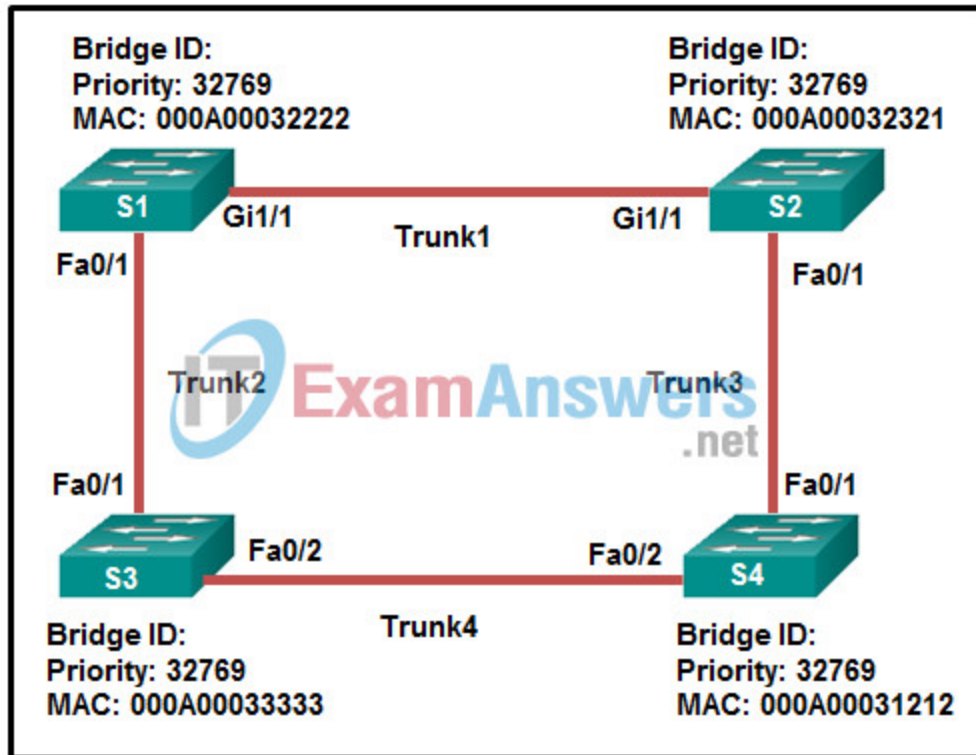 Bridge ID:
Priority: 32769
MAC: 000A00032222
Bridge ID:
Priority: 32769
MAC: 000A00032321
S1
Gi1/1
Trunk1
Gi1/1
S2
Fa0/1
Fa0/1
Trunk2
Trunk3
ITExamAnswers
.net
Fa0/1
Fa0/1
S3
Fa0/2
Fa0/2
S4
Trunk4
Bridge ID:
Priority: 32769
MAC: 000A00033333
Bridge ID:
Priority: 32769
MAC: 000A00031212